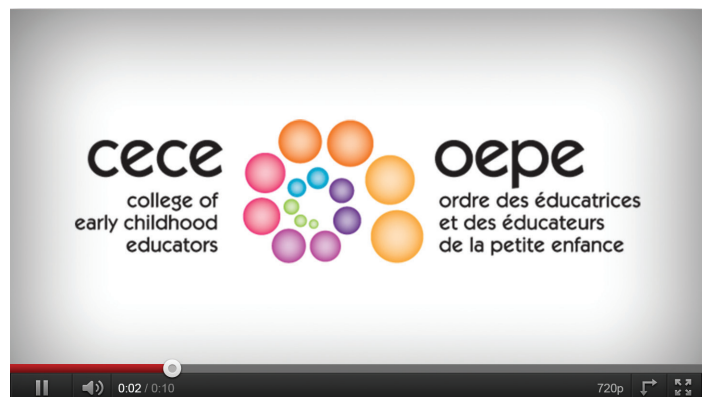 cece
college of
early childhood
educators
oepe
ordre des éducatrices
et des éducateurs
de la petite enfance
0:02 / 0:10
720p